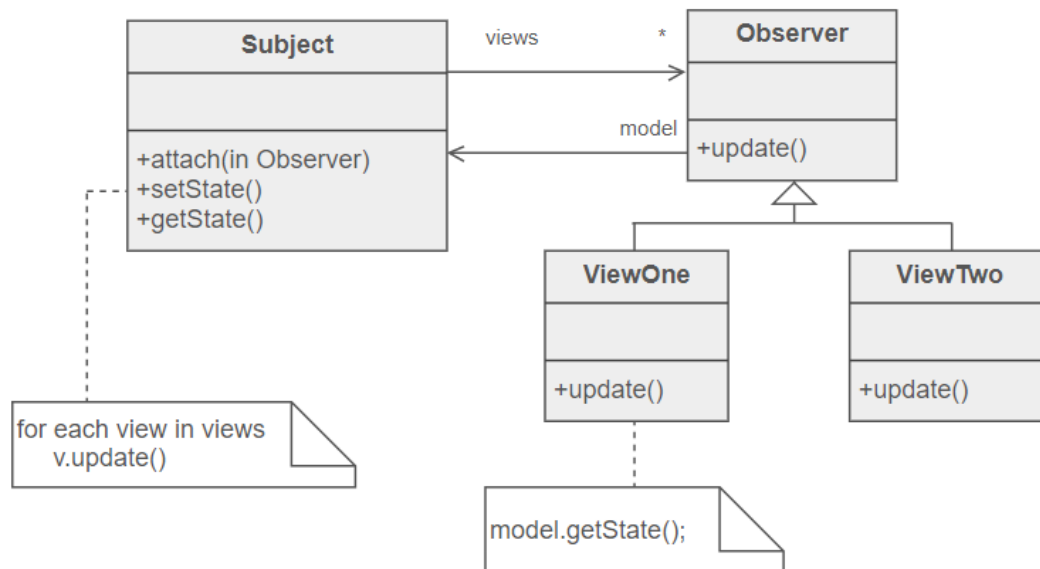 Subject
views
*
Observer
model
+attach(in Observer)
+setState()
+getState()
+update()
ViewOne
ViewTwo
+update()
+update()
for each view in views
v.update()
model.getState();